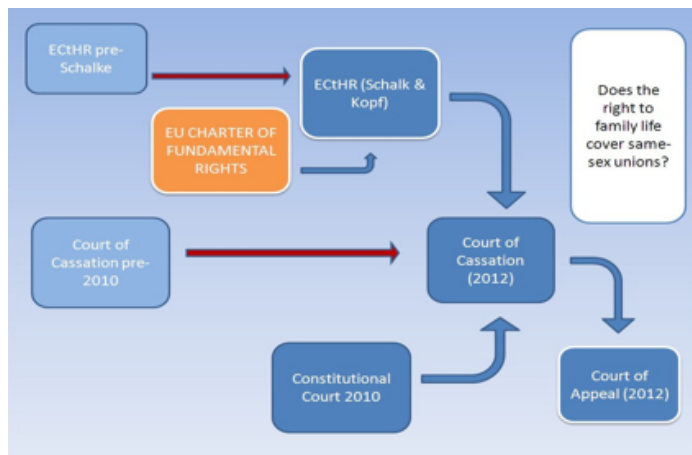 ECtHR pre-
Schalke
ECtHR (Schalk &
Kopf)
Does the
right to
family life
cover same-
sex unions?
EU CHARTER OF
FUNDAMENTAL
RIGHTS
Court of
Cassation pre-
2010
Court of
Cassation
(2012)
Constitutional
Court 2010
Court of
Appeal (2012)